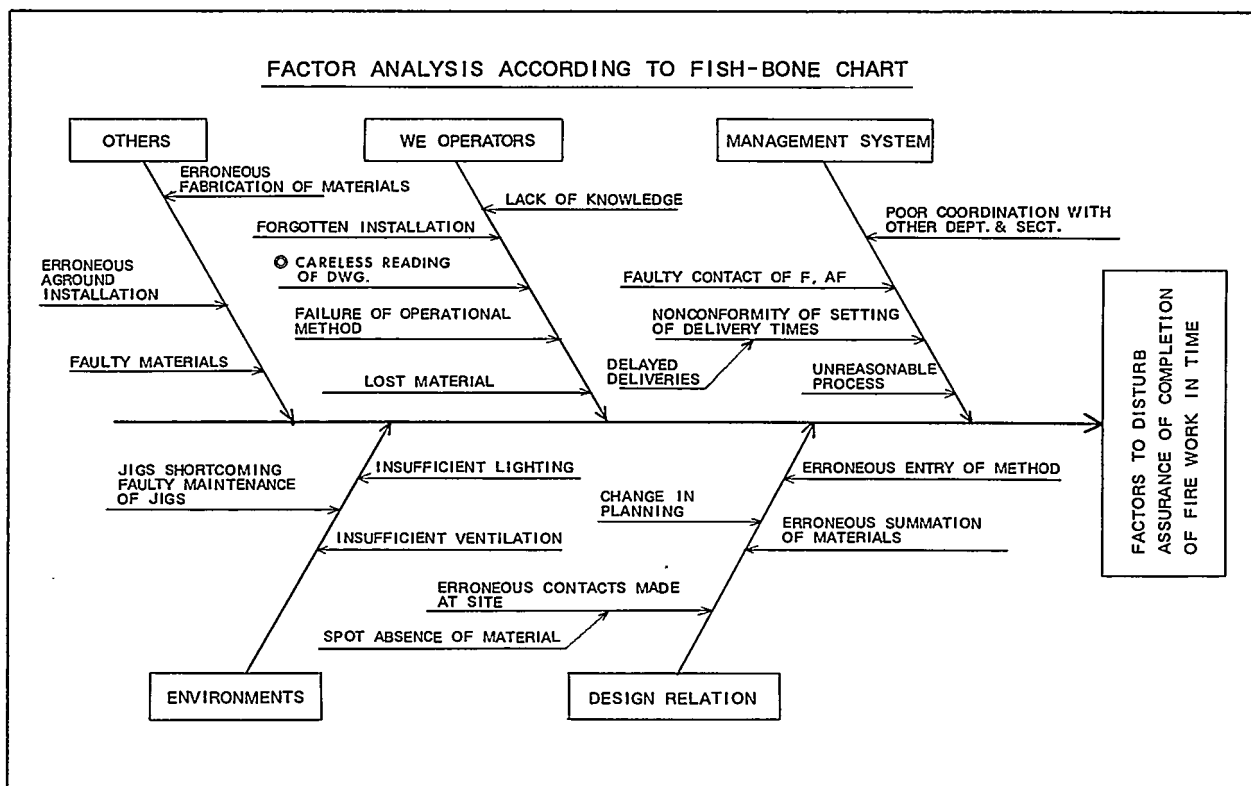 FACTOR ANALYSIS ACCORDING TO FISH-BONE CHART
OTHERS
WE OPERATORS
MANAGEMENT SYSTEM
ERRONEOUS
FABRICATION OF MATERIALS
ERRONEOUS
AGROUND
INSTALLATION
FAULTY MATERIALS
LACK OF KNOWLEDGE
FORGOTTEN INSTALLATION
◎ CARELESS READING
OF DWG.
FAILURE OF OPERATIONAL
METHOD
LOST MATERIAL
POOR COORDINATION WITH
OTHER DEPT. & SECT.
FAULTY CONTACT OF F, AF
NONCONFORMITY OF SETTING
OF DELIVERY TIMES
DELAYED
DELIVERIES
UNREASONABLE
PROCESS
JIGS SHORTCOMING
FAULTY MAINTENANCE
OF JIGS
INSUFFICIENT LIGHTING
INSUFFICIENT VENTILATION
ERRONEOUS ENTRY OF METHOD
CHANGE IN
PLANNING
ERRONEOUS SUMMATION
OF MATERIALS
ERRONEOUS CONTACTS MADE
AT SITE
SPOT ABSENCE OF MATERIAL
ENVIRONMENTS
DESIGN RELATION
FACTORS TO DISTURB
ASSURANCE OF COMPLETION
OF FIRE WORK IN TIME